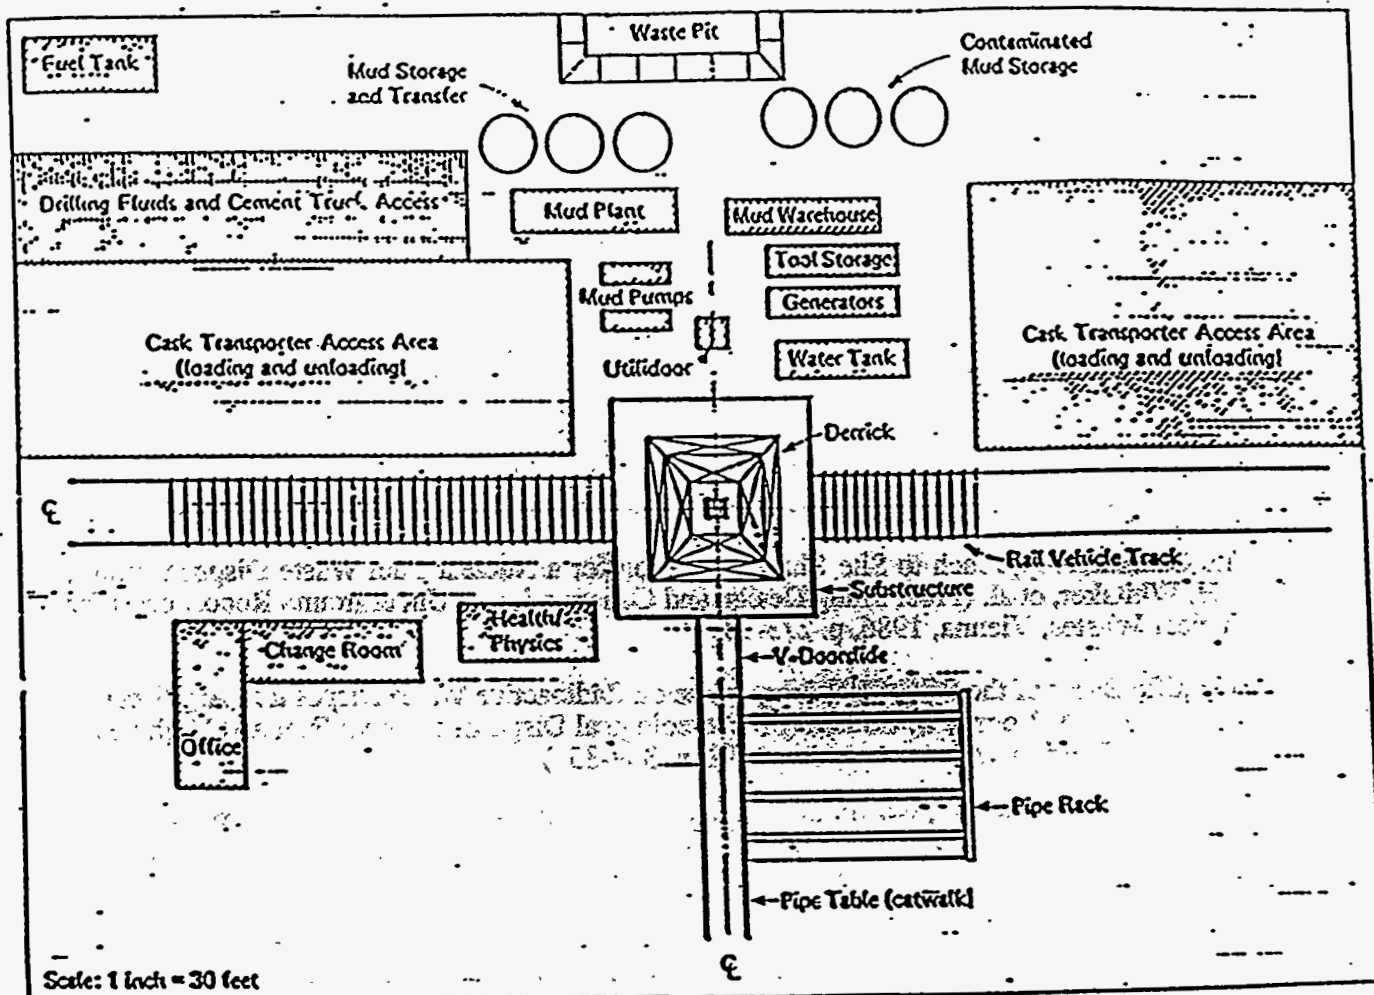 Waste Pit
Fuel Tank
Mud Storage
and Transfer
Contaminated
Mud Storage
Drilling Fluids and Cement Truck Access
Mud Plant
Mud Warehouse
Tool Storage
Mud Pumps
Generators
Cask Transporter Access Area
(loading and unloading)
Utilidoor
Water Tank
Cask Transporter Access Area
(loading and unloading)
Derrick
℄
Rail Vehicle Track
Substructure
Health/
Physics
Change Room
V-Doorslide
Office
Pipe Rack
Pipe Table (catwalk)
℄
Scale: 1 inch = 30 feet